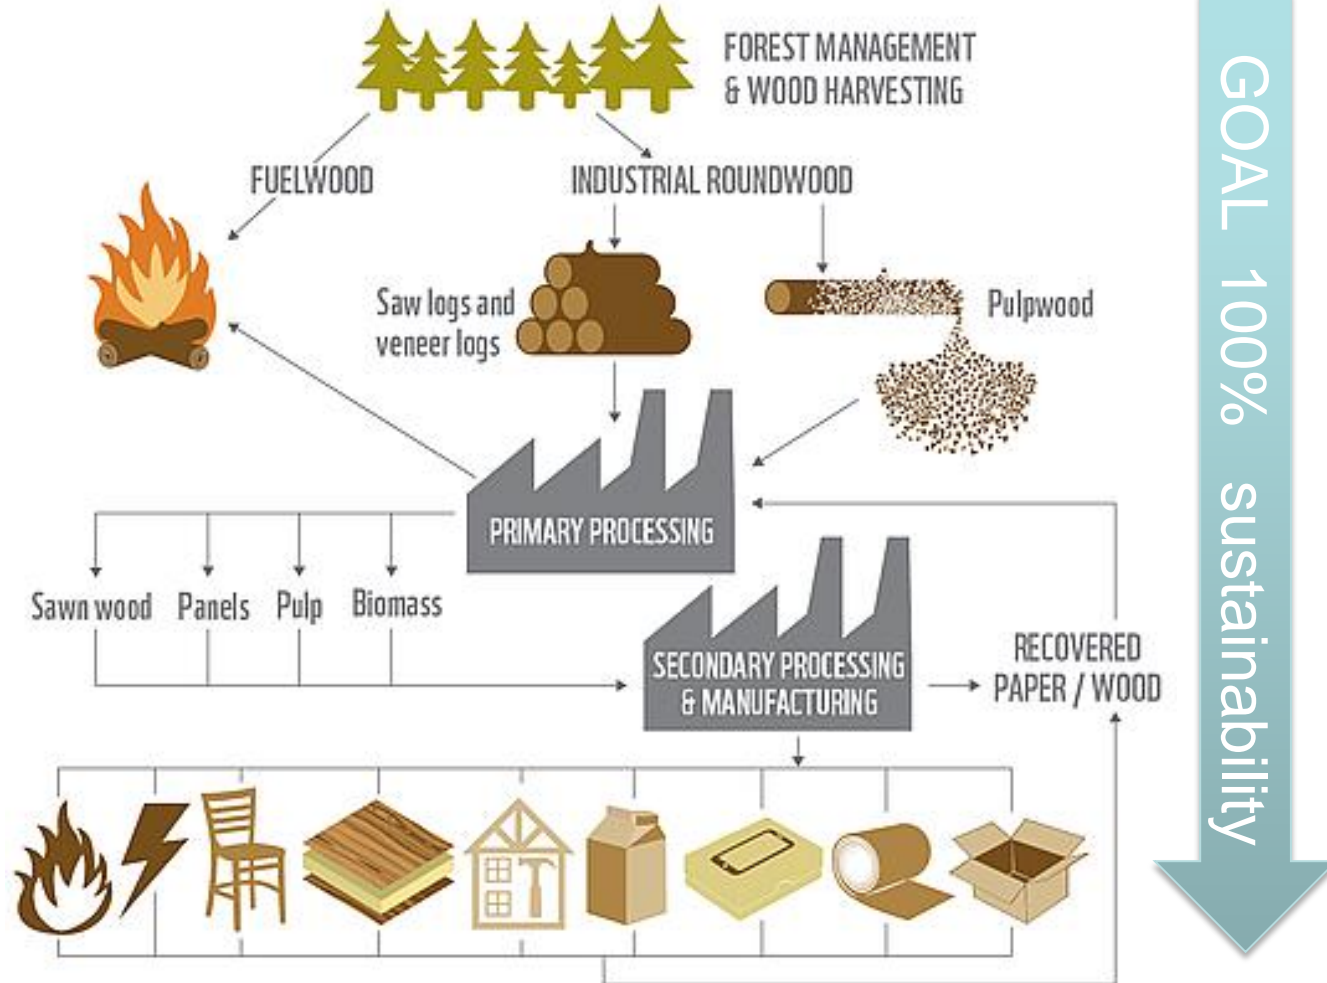 FOREST MANAGEMENT
& WOOD HARVESTING
FUELWOOD
INDUSTRIAL ROUNDWOOD
Saw logs and
veneer logs
Pulpwood
PRIMARY PROCESSING
Sawn wood
Panels
Pulp
Biomass
SECONDARY PROCESSING
& MANUFACTURING
RECOVERED
PAPER / WOOD
GOAL 100% sustainability